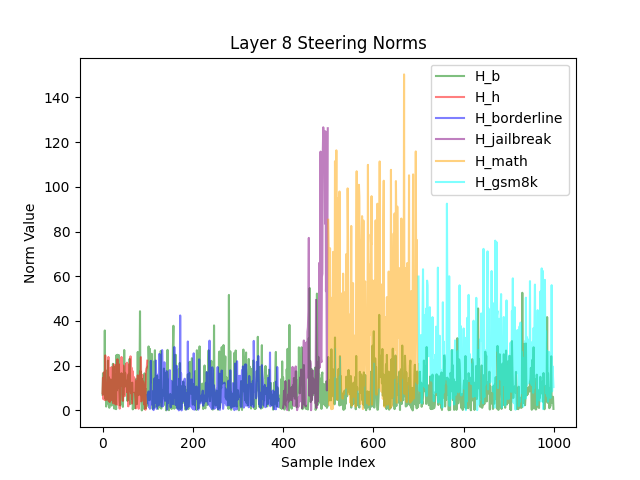 Layer 8 Steering Norms
Norm Value
140
120
100
80
60
40
20
0
H_b
H_h
H_borderline
H_jailbreak
H_math
H_gsm8k
0
200
400
600
800
1000
Sample Index